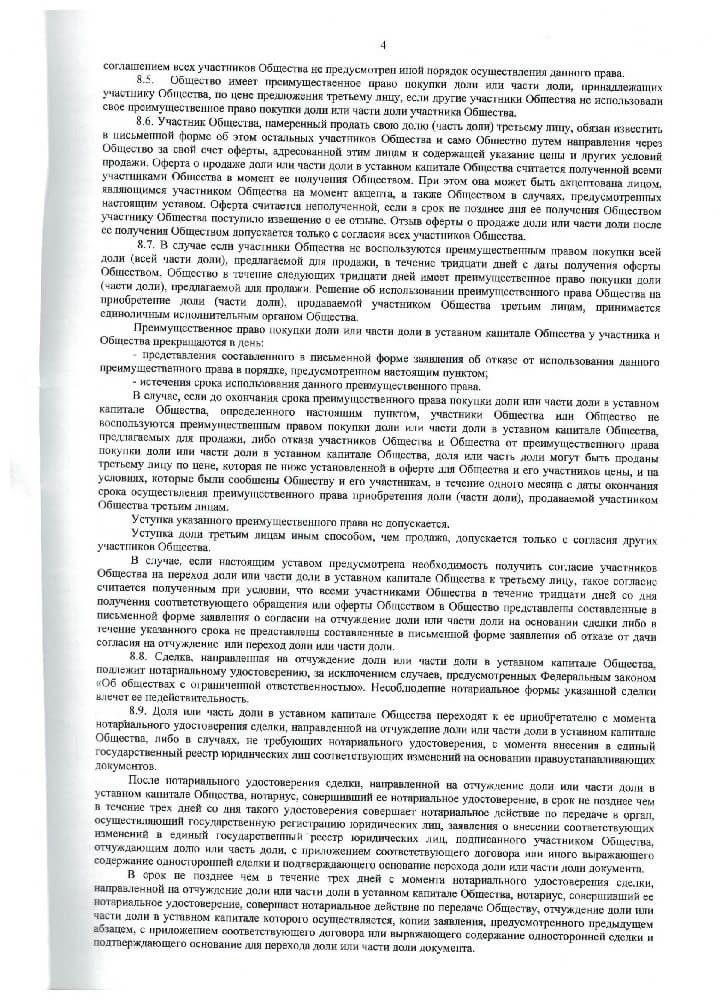 4
соглашением всех участников Общества не предусмотрен иной порядок осуществления данного права.
8.5. Общество имеет преимущественное право покупки доли или части доли, принадлежащих
участнику Общества, по цене предложения третьему лицу, если другие участники Общества не использовали
свое преимущественное право покупки доли или части доли участника Общества.
8.6. Участник Общества, намеренный продать свою долю (часть доли) третьему лицу, обязан известить
в письменной форме об этом остальных участников Общества и само Общество путем направления через
Общество за свой счет оферты, адресованной этим лицам и содержащей указание цены и других условий
продажи. Оферта о продаже доли или части доли в уставном капитале Общества считается полученной всеми
участниками Общества в момент ее получения Обществом. При этом она может быть акцептована лицом,
являющимся участником Общества на момент акцепта, а также Обществом в случаях, предусмотренных
настоящим уставом. Оферта считается неполученной, если в срок не позднее дня ее получения Обществом
участнику Общества поступило извещение о ее отзыве. Отзыв оферты о продаже доли или части доли после
ее получения Обществом допускается только с согласия всех участников Общества.
8.7. В случае если участники Общества не воспользуются преимущественным правом покупки всей
доли (всей части доли), предлагаемой для продажи, в течение тридцати дней с даты получения оферты
Обществом, Общество в течение следующих тридцати дней имеет преимущественное право покупки доли
(части доли), предлагаемой для продажи. Решение об использовании преимущественного права Общества на
приобретение доли (части доли), продаваемой участником Общества третьим лицам, принимается
единоличным исполнительным органом Общества.
Преимущественное право покупки доли или части доли в уставном капитале Общества у участника и
Общества прекращаются в день:
- представления составленного в письменной форме заявления об отказе от использования данного
преимущественного права в порядке, предусмотренном настоящим пунктом;
- истечения срока использования данного преимущественного права.
В случае, если до окончания срока преимущественного права покупки доли или части доли в уставном
капитале Общества, определенного настоящим пунктом, участники Общества или Общество не
воспользуются преимущественным правом покупки доли или части доли в уставном капитале Общества,
предлагаемых для продажи, либо отказа участников Общества и Общества от преимущественного права
покупки доли или части доли в уставном капитале Общества, доля или часть доли могут быть проданы
третьему лицу по цене, которая не ниже установленной в оферте для Общества и его участников цены, и на
условиях, которые были сообщены Обществу и его участникам, в течение одного месяца с даты окончания
срока осуществления преимущественного права приобретения доли (части доли), продаваемой участником
Общества третьим лицам.
Уступка указанного преимущественного права не допускается.
Уступка доли третьим лицам иным способом, чем продажа, допускается только с согласия других
участников Общества.
В случае, если настоящим уставом предусмотрена необходимость получить согласие участников
Общества на переход доли или части доли в уставном капитале Общества к третьему лицу, такое согласие
считается полученным при условии, что всеми участниками Общества в течение тридцати дней со дня
получения соответствующего обращения или оферты Обществом в Общество представлены составленные в
письменной форме заявления о согласии на отчуждение доли или части доли на основании сделки либо в
течение указанного срока не представлены составленные в письменной форме заявления об отказе от дачи
согласия на отчуждение или переход доли или части доли.
8.8. Сделка, направленная на отчуждение доли или части доли в уставном капитале Общества,
подлежит нотариальному удостоверению, за исключением случаев, предусмотренных Федеральным законом
«Об обществах с ограниченной ответственностью». Несоблюдение нотариальное формы указанной сделки
влечет ее недействительность.
8.9. Доля или часть доли в уставном капитале Общества переходят к ее приобретателю с момента
нотариального удостоверения сделки, направленной на отчуждение доли или части доли в уставном капитале
Общества, либо в случаях, не требующих нотариального удостоверения, с момента внесения в единый
государственный реестр юридических лиц соответствующих изменений на основании правоустанавливающих
документов.
После нотариального удостоверения сделки, направленной на отчуждение доли или части доли в
уставном капитале Общества, нотариус, совершивший ее нотариальное удостоверение, в срок не позднее чем
в течение трех дней со дня такого удостоверения совершает нотариальное действие по передаче в орган,
осуществляющий государственную регистрацию юридических лиц, заявления о внесении соответствующих
изменений в единый государственный реестр юридических лиц, подписанного участником Общества,
отчуждающим долю или часть доли, с приложением соответствующего договора или иного выражающего
содержание односторонней сделки и подтверждающего основание перехода доли или части доли документа.
В срок не позднее чем в течение трех дней с момента нотариального удостоверения сделки,
направленной на отчуждение доли или части доли в уставном капитале Общества, нотариус, совершивший ее
нотариальное удостоверение, совершает нотариальное действие по передаче Обществу, отчуждение доли или
части доли в уставном капитале которого осуществляется, копии заявления, предусмотренного предыдущем
абзацем, с приложением соответствующего договора или выражающего содержание односторонней сделки и
подтверждающего основание для перехода доли или части доли документа.